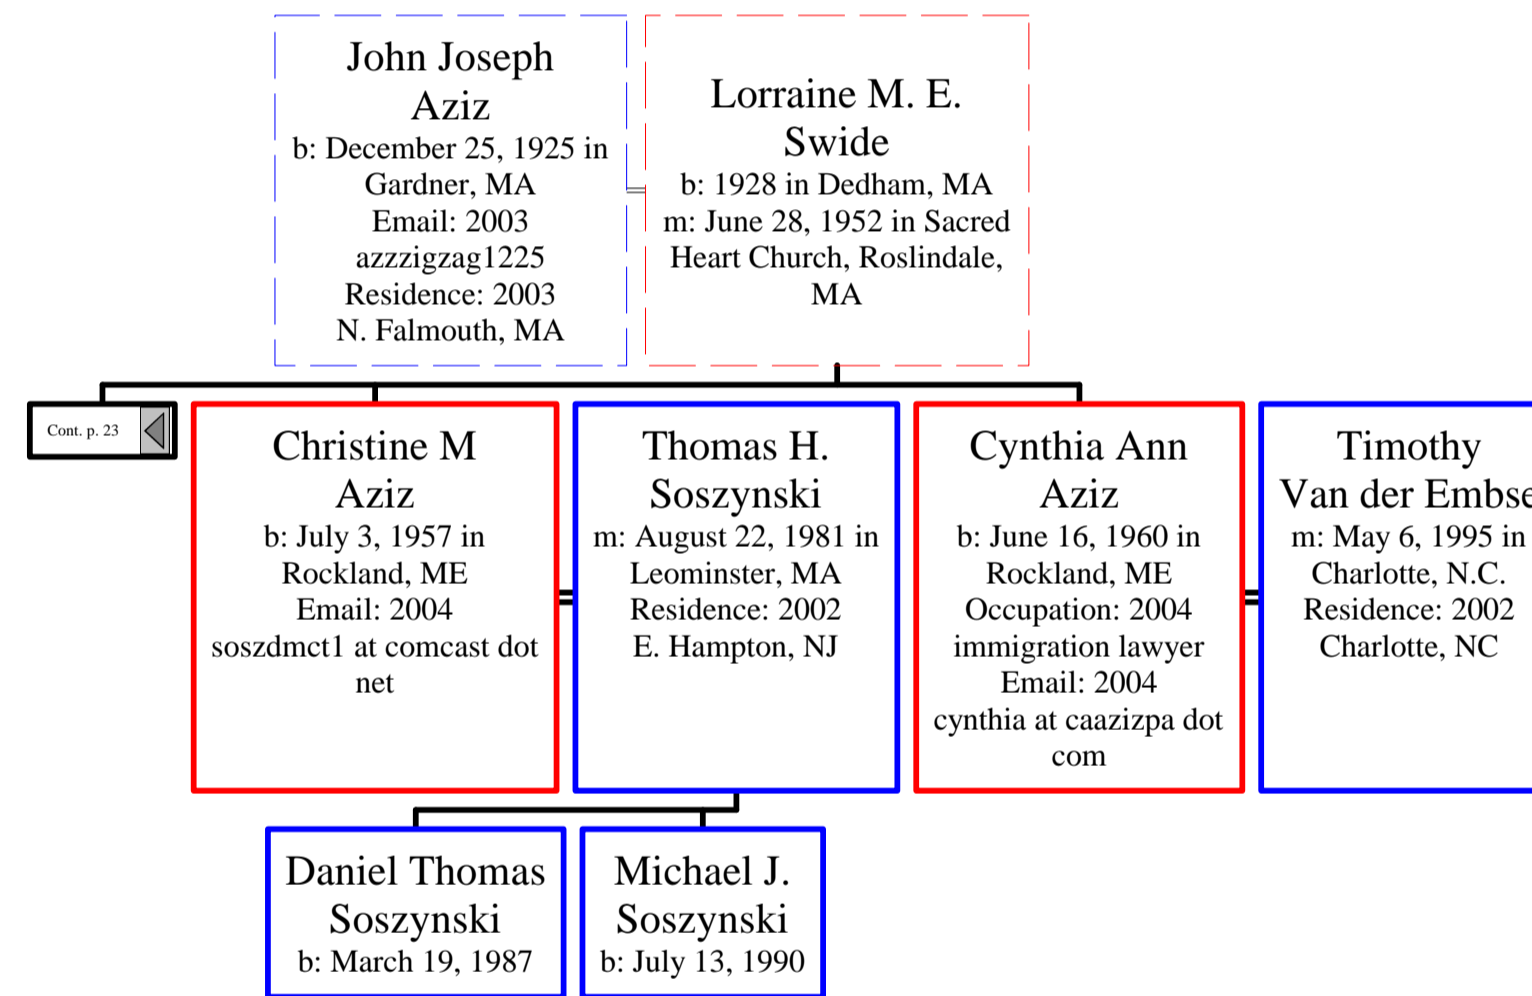 John Joseph
Aziz
b: December 25, 1925 in
Gardner, MA
Email: 2003
azzzigzag1225
Residence: 2003
N. Falmouth, MA
Lorraine M. E.
Swide
b: 1928 in Dedham, MA
m: June 28, 1952 in Sacred
Heart Church, Roslindale,
MA
Cont. p. 23
Christine M
Aziz
b: July 3, 1957 in
Rockland, ME
Email: 2004
soszdmct1 at comcast dot
net
Thomas H.
Soszynski
m: August 22, 1981 in
Leominster, MA
Residence: 2002
E. Hampton, NJ
Cynthia Ann
Aziz
b: June 16, 1960 in
Rockland, ME
Occupation: 2004
immigration lawyer
Email: 2004
cynthia at caazizpa dot
com
Timothy
Van der Embse
m: May 6, 1995 in
Charlotte, N.C.
Residence: 2002
Charlotte, NC
Daniel Thomas
Soszynski
b: March 19, 1987
Michael J.
Soszynski
b: July 13, 1990